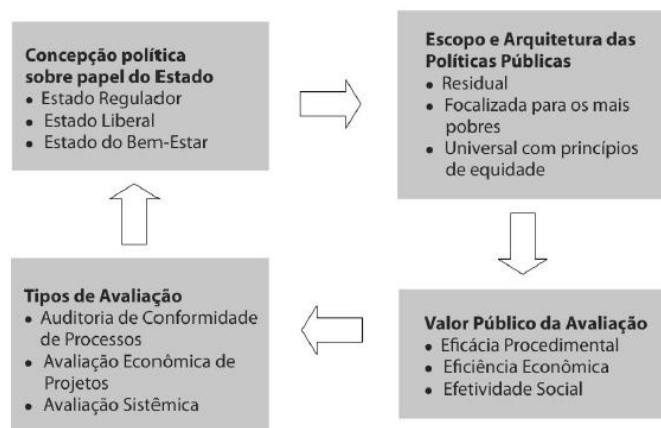 Concepção política
sobre papel do Estado
• Estado Regulador
• Estado Liberal
• Estado do Bem-Estar
Escopo e Arquitetura das
Políticas Públicas
• Residual
• Focalizada para os mais
pobres
• Universal com princípios
de equidade
Valor Público da Avaliação
• Eficácia Procedimental
• Eficiência Econômica
• Efetividade Social
Tipos de Avaliação
• Auditoria de Conformidade
de Processos
• Avaliação Econômica de
Projetos
• Avaliação Sistêmica